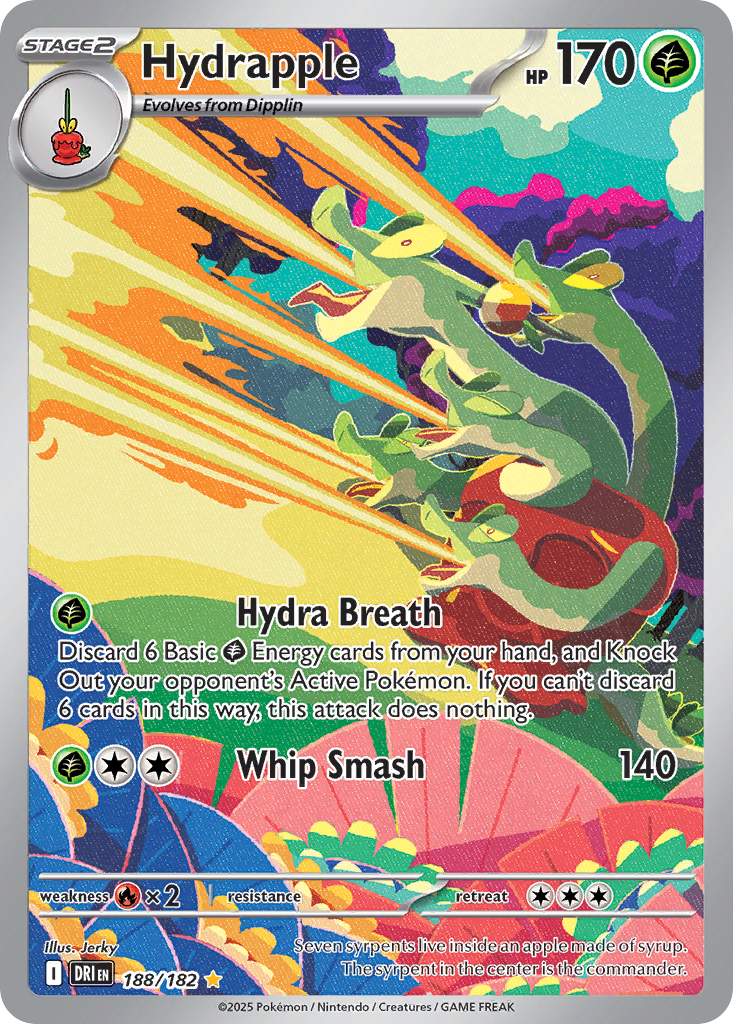 STAGE2
Hydrapple
HP 170
Evolves from Dipplin
Hydra Breath
Discard 6 Basic Energy cards from your hand, and Knock
Out your opponent's Active Pokémon. If you can't discard
6 cards in this way, this attack does nothing.
Whip Smash 140
weakness ×2 resistance retreat
Illus. Jerky
Seven syrpents live inside an apple made of syrup.
The syrpent in the center is the commander.
I DRI EN 188/182
©2025 Pokémon / Nintendo / Creatures / GAME FREAK